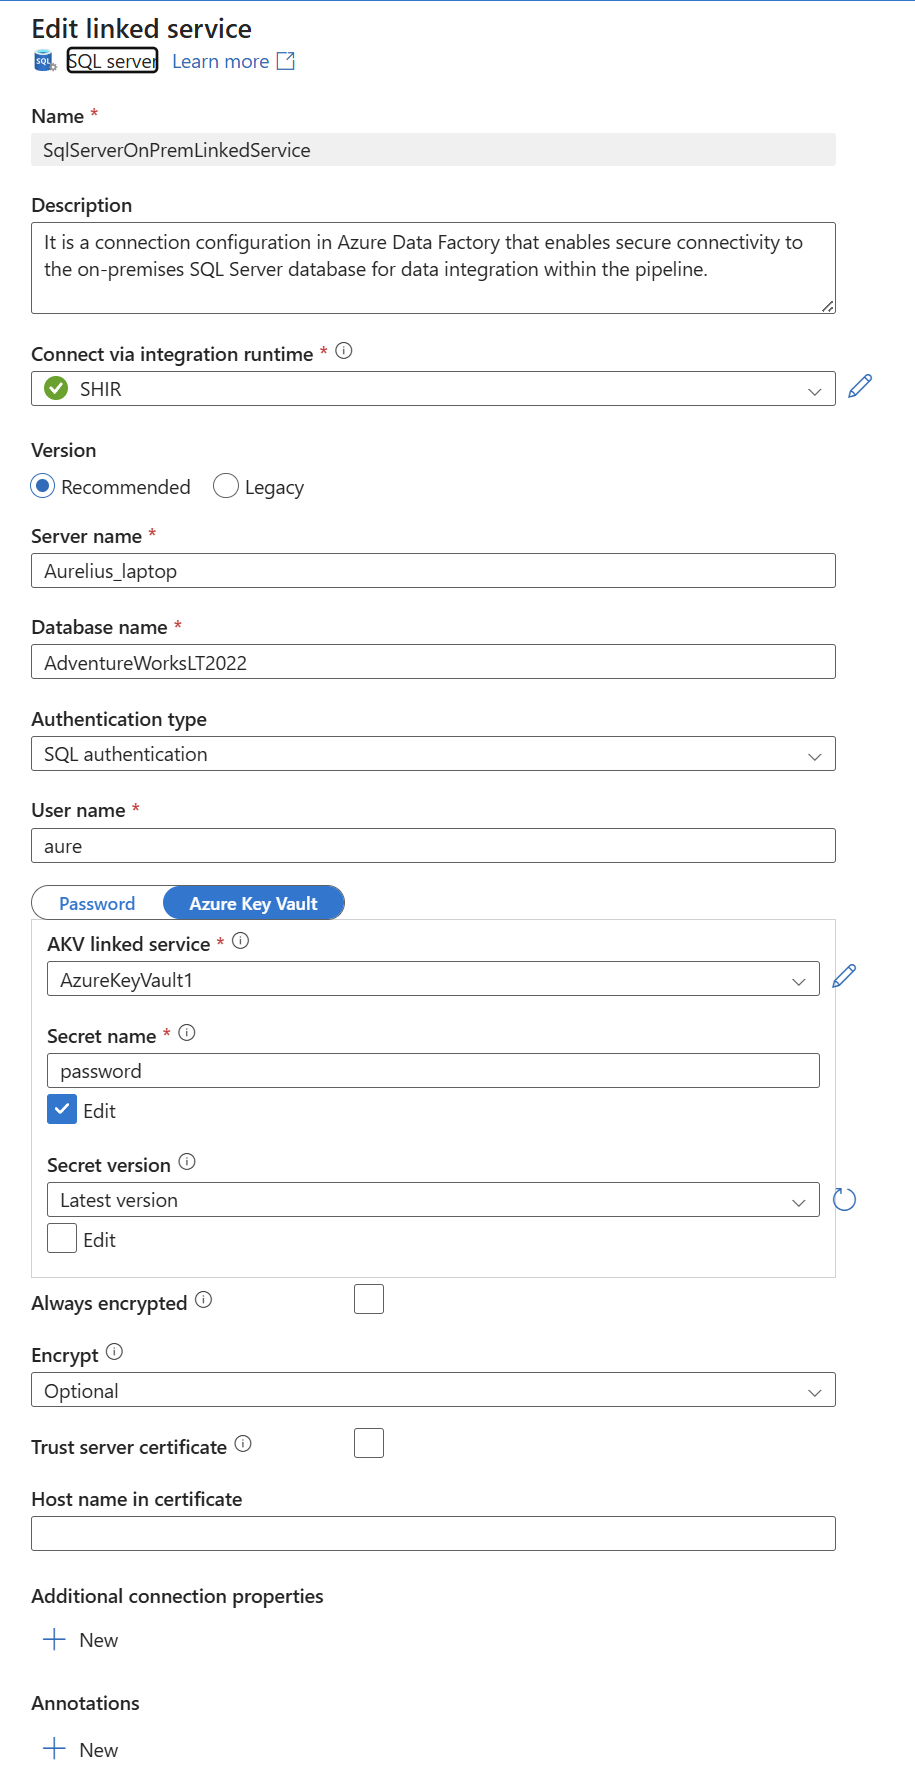 Edit linked service
SQL server Learn more
Name *
SqlServerOnPremLinkedService
Description
It is a connection configuration in Azure Data Factory that enables secure connectivity to
the on-premises SQL Server database for data integration within the pipeline.
Connect via integration runtime *
SHIR
Version
Recommended Legacy
Server name *
Aurelius_laptop
Database name *
AdventureWorksLT2022
Authentication type
SQL authentication
User name *
aure
Password Azure Key Vault
AKV linked service *
AzureKeyVault1
Secret name *
password
Edit
Secret version
Latest version
Edit
Always encrypted
Encrypt
Optional
Trust server certificate
Host name in certificate
Additional connection properties
New
Annotations
New